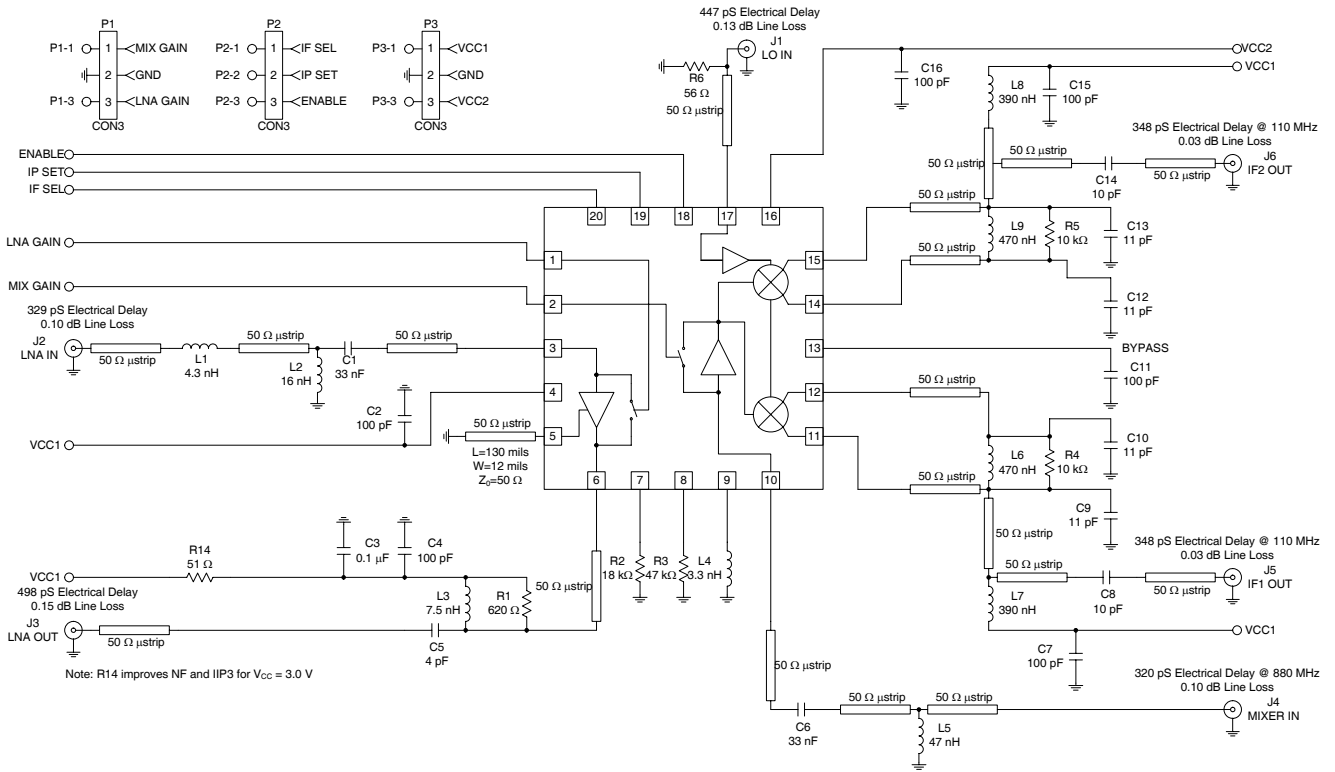 P1
P1-1
1
MIX GAIN
2
GND
P1-3
3
LNA GAIN
CON3
P2
P2-1
1
IF SEL
P2-2
2
IP SET
P2-3
3
ENABLE
CON3
P3
P3-1
1
VCC1
2
GND
P3-3
3
VCC2
CON3
447 pS Electrical Delay
0.13 dB Line Loss
J1
LO IN
R6
56 Ω
50 Ω µstrip
C16
100 pF
VCC2
VCC1
L8
390 nH
C15
100 pF
348 pS Electrical Delay @ 110 MHz
0.03 dB Line Loss
J6
IF2 OUT
50 Ω µstrip
50 Ω µstrip
C14
10 pF
50 Ω µstrip
ENABLE
IP SET
IF SEL
LNA GAIN
MIX GAIN
20
19
18
17
16
1
2
3
4
5
6
7
8
9
10
11
12
13
14
15
50 Ω µstrip
L9
470 nH
R5
10 kΩ
C13
11 pF
50 Ω µstrip
C12
11 pF
329 pS Electrical Delay
0.10 dB Line Loss
J2
LNA IN
50 Ω µstrip
L1
4.3 nH
50 Ω µstrip
L2
16 nH
C1
33 nF
50 Ω µstrip
BYPASS
C11
100 pF
C2
100 pF
VCC1
50 Ω µstrip
L=130 mils
W=12 mils
Z0=50 Ω
50 Ω µstrip
L6
470 nH
R4
10 kΩ
C10
11 pF
50 Ω µstrip
C9
11 pF
50 Ω µstrip
348 pS Electrical Delay @ 110 MHz
0.03 dB Line Loss
J5
IF1 OUT
50 Ω µstrip
C8
10 pF
50 Ω µstrip
L7
390 nH
VCC1
C7
100 pF
R14
51 Ω
C3
0.1 µF
C4
100 pF
VCC1
498 pS Electrical Delay
0.15 dB Line Loss
J3
LNA OUT
50 Ω µstrip
L3
7.5 nH
R1
620 Ω
C5
4 pF
50 Ω µstrip
R2
18 kΩ
R3
47 kΩ
L4
3.3 nH
Note: R14 improves NF and IIP3 for VCC = 3.0 V
50 Ω µstrip
C6
33 nF
50 Ω µstrip
L5
47 nH
50 Ω µstrip
320 pS Electrical Delay @ 880 MHz
0.10 dB Line Loss
J4
MIXER IN